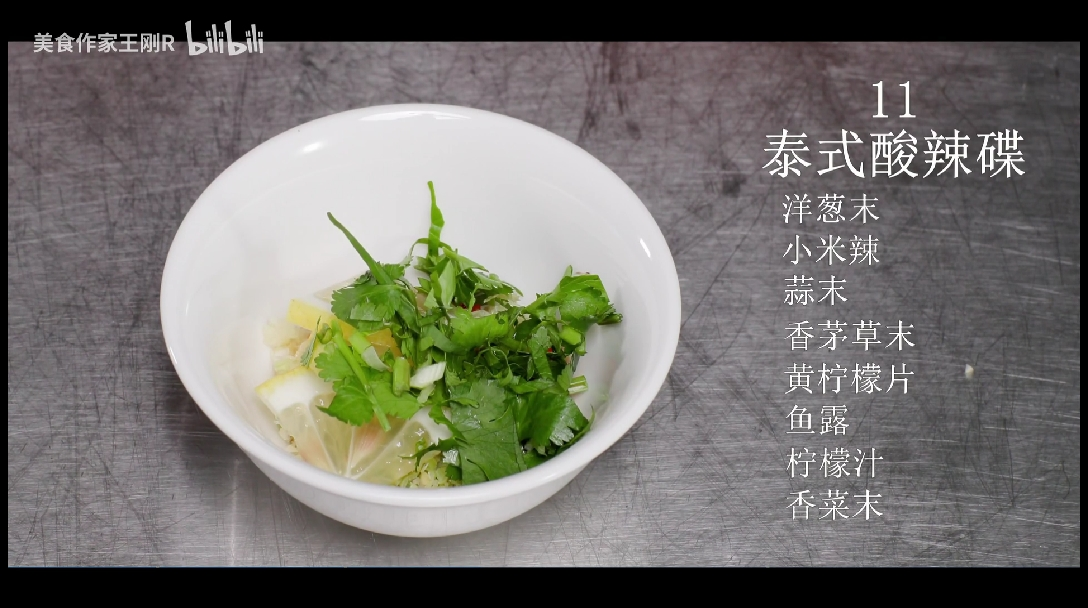 美食作家王刚R bilibili
11
泰式酸辣碟
洋葱末
小米辣
蒜末
香茅草末
黄柠檬片
鱼露
柠檬汁
香菜末